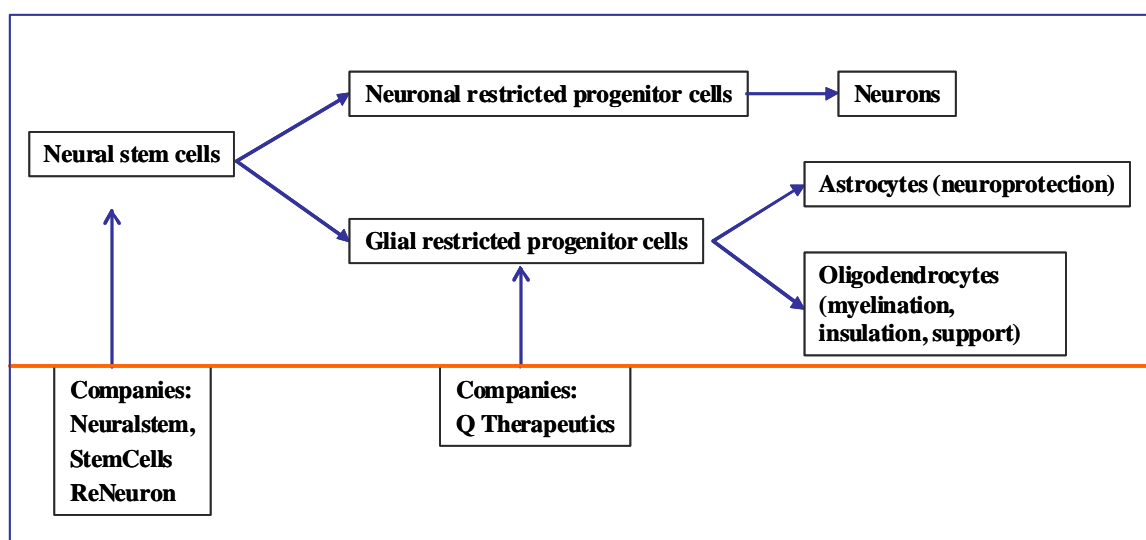 Neuronal restricted progenitor cells
Neurons
Neural stem cells
Astrocytes (neuroprotection)
Glial restricted progenitor cells
Oligodendrocytes
(myelination,
insulation, support)
Companies:
Neuralstem,
StemCells
ReNeuron
Companies:
Q Therapeutics